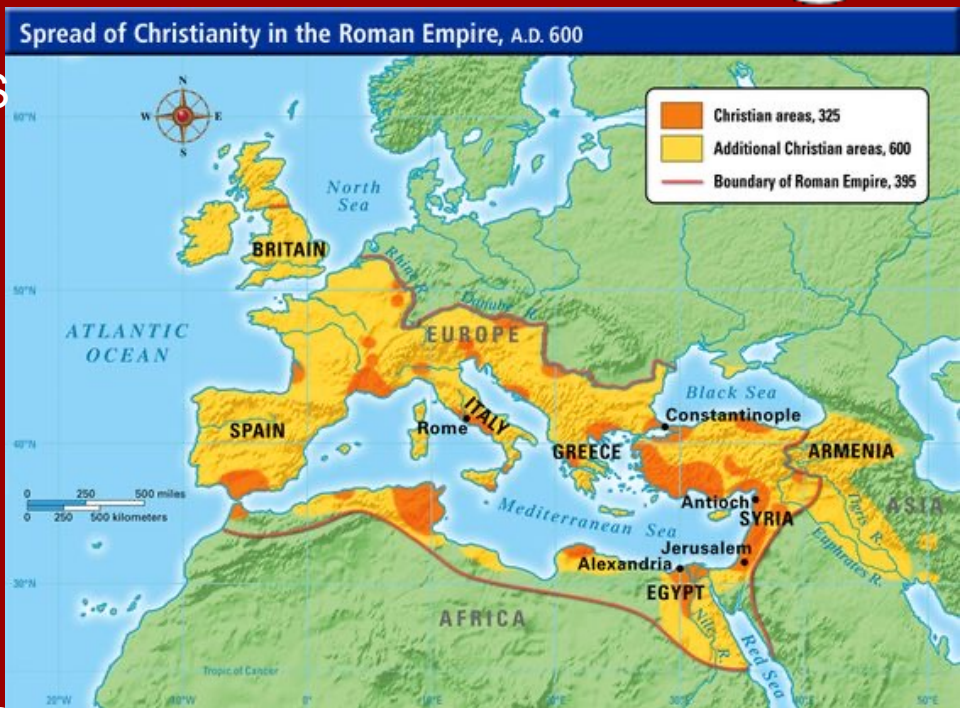 Spread of Christianity in the Roman Empire, A.D. 600
s
N
W E
S
Christian areas, 325
Additional Christian areas, 600
Boundary of Roman Empire, 395
60°N
North
Sea
BRITAIN
Rhine R.
50°N
Danube R.
ATLANTIC
OCEAN
EUROPE
Black Sea
Constantinople
SPAIN
ITALY
Rome
GREECE
ARMENIA
40°N
0 250 500 miles
0 250 500 kilometers
Mediterranean Sea
Antioch
SYRIA
ASIA
Tigris R.
Euphrates R.
Jerusalem
Alexandria
30°N
EGYPT
AFRICA
Nile R.
Red Sea
Tropic of Cancer
20°W 10°W 0° 10°E 30°E 50°E